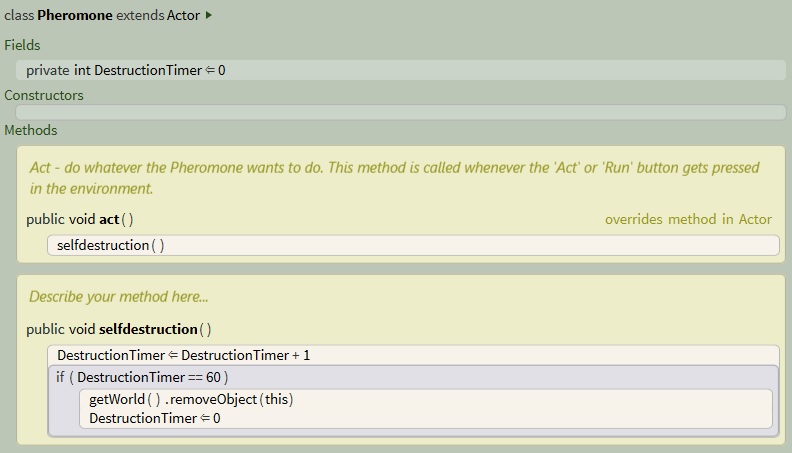 class Pheromone extends Actor ▶
Fields
private int DestructionTimer ⇐ 0
Constructors
Methods
Act - do whatever the Pheromone wants to do. This method is called whenever the 'Act' or 'Run' button gets pressed
in the environment.
public void act ( ) overrides method in Actor
selfdestruction ( )
Describe your method here...
public void selfdestruction ( )
DestructionTimer ⇐ DestructionTimer + 1
if ( DestructionTimer == 60 )
getWorld ( ) .removeObject (this)
DestructionTimer ⇐ 0